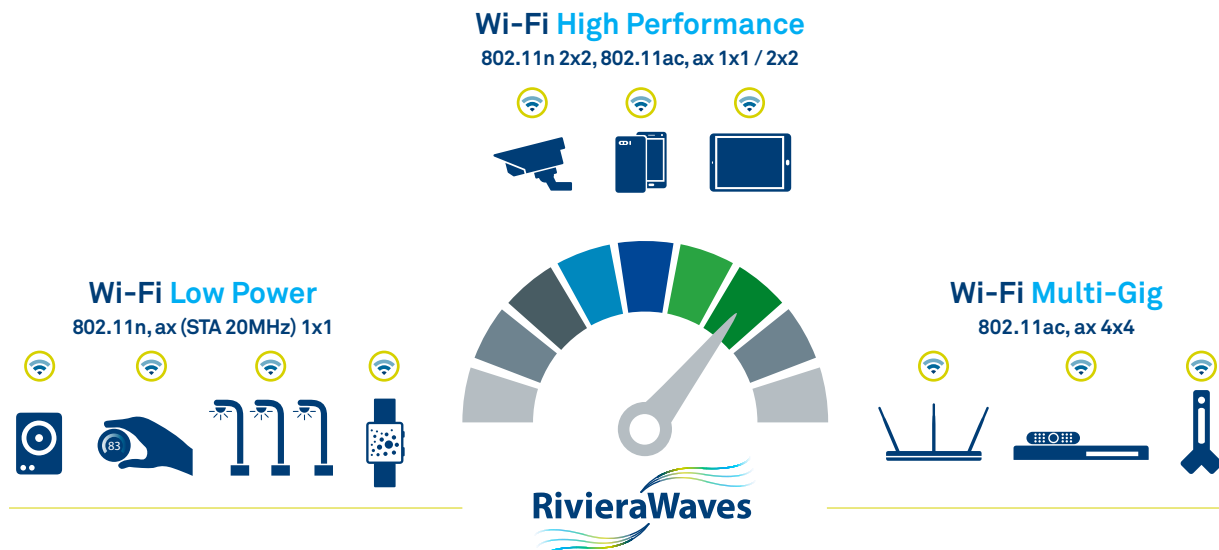 Wi-Fi High Performance
802.11n 2x2, 802.11ac, ax 1x1 / 2x2
Wi-Fi Low Power
802.11n, ax (STA 20MHz) 1x1
Wi-Fi Multi-Gig
802.11ac, ax 4x4
83
RivieraWaves